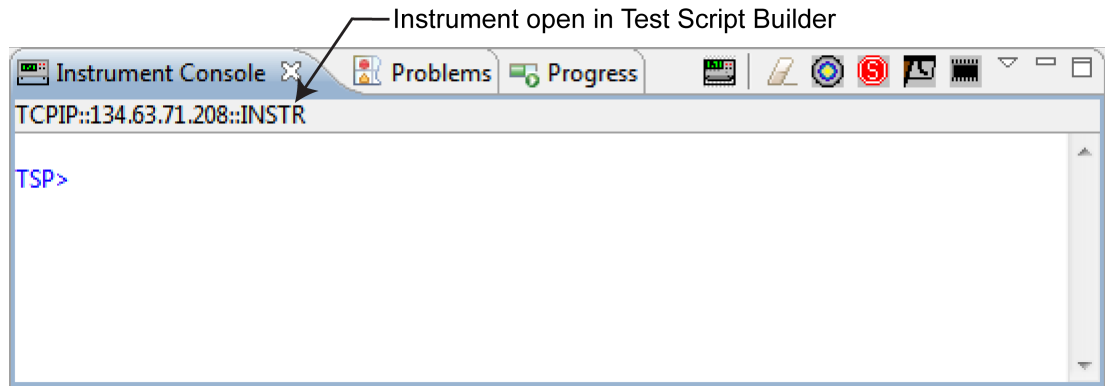 Instrument open in Test Script Builder
Instrument Console Problems Progress
TCPIP::134.63.71.208::INSTR
TSP>